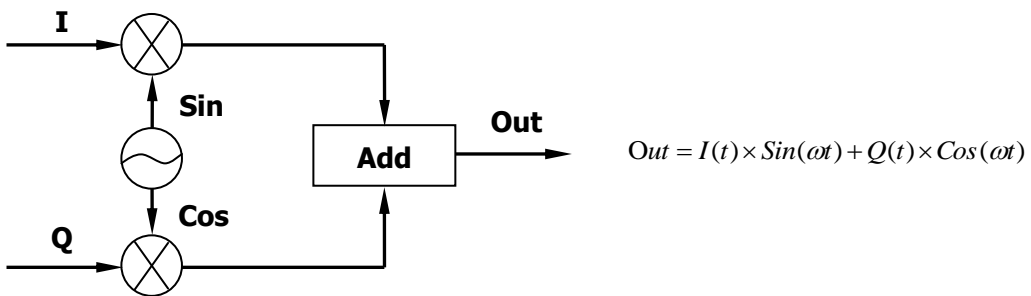 I
Sin
Out
Add
Out = I(t) × Sin(ωt) + Q(t) × Cos(ωt)
Cos
Q